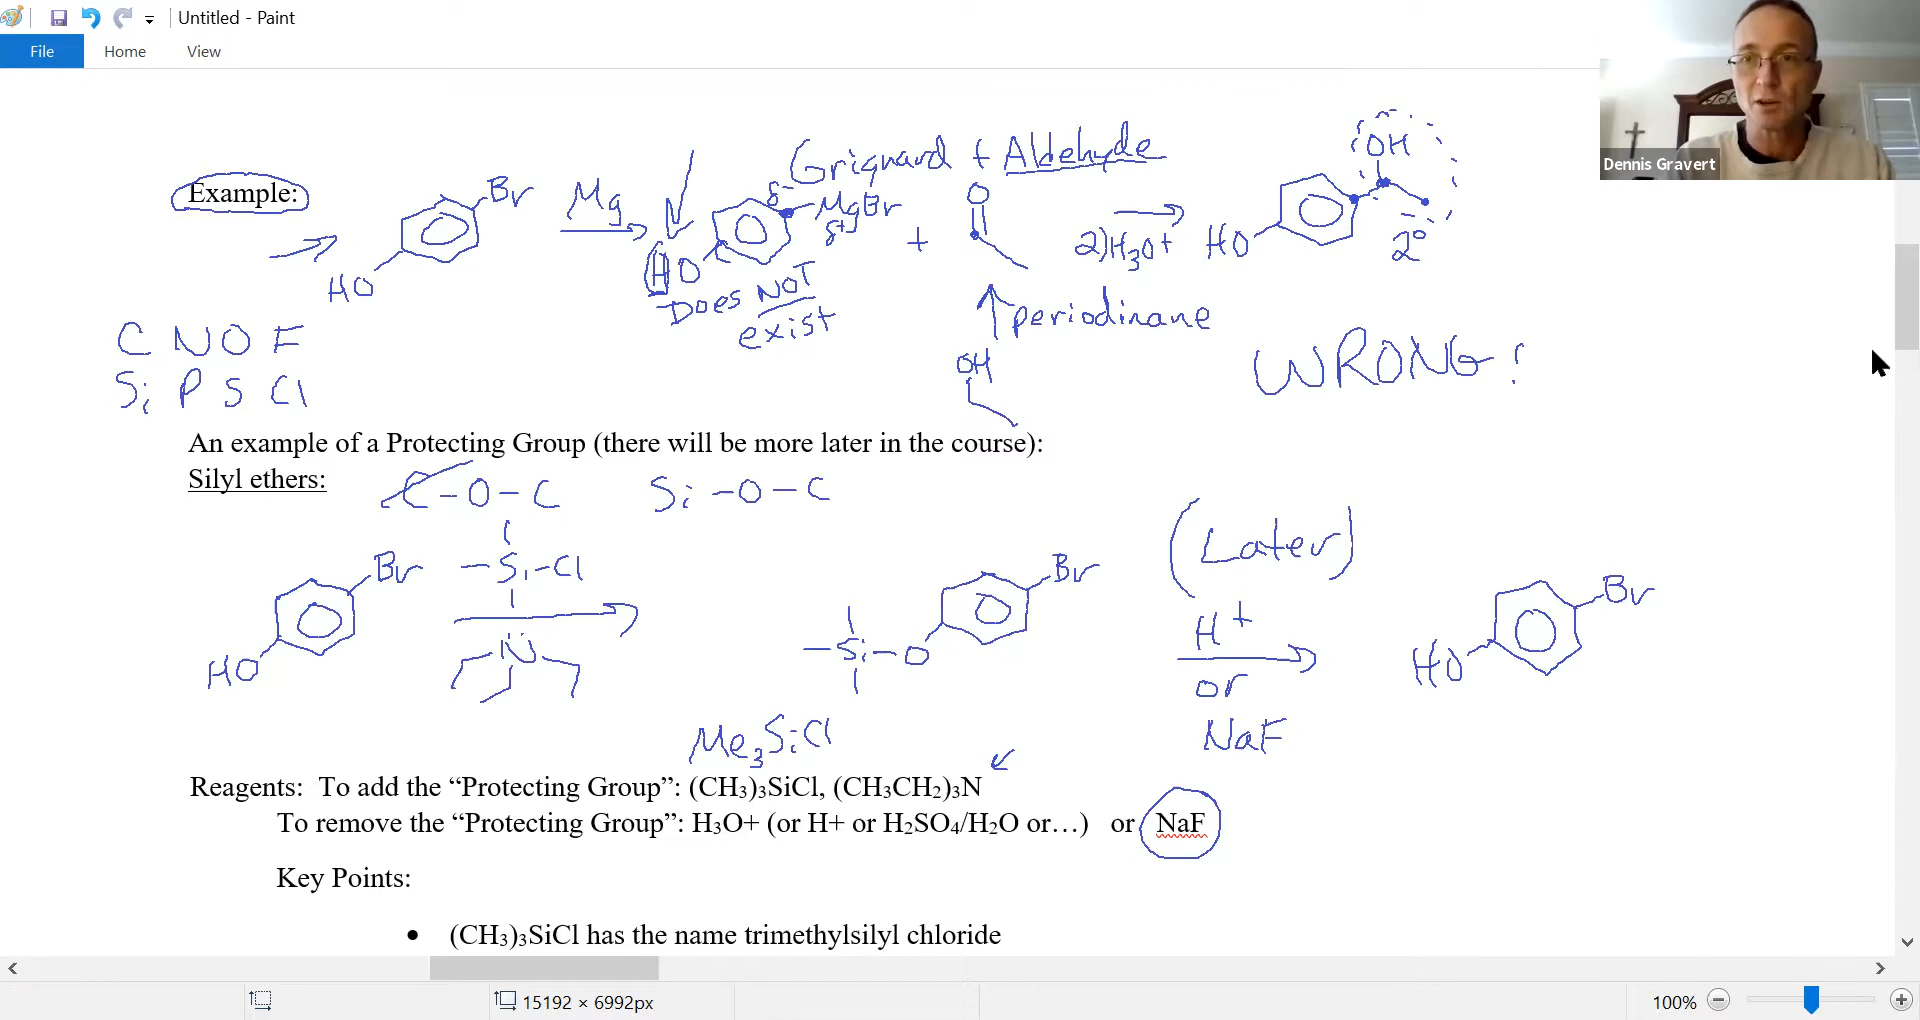 Untitled - Paint
File Home View
Dennis Gravert
Grignard + Aldehyde
OH
Example:
Br Mg δ- MgBr δ+ O
HO HO + 2) H3O+ HO 2°
Does NOT
exist
periodinane
OH
WRONG!
C N O F
Si P S Cl
An example of a Protecting Group (there will be more later in the course):
Silyl ethers: C-O-C Si-O-C
Br -Si-Cl Br (Later) Br
HO N -Si-O H+ HO
or
Me3SiCl NaF
Reagents: To add the “Protecting Group”: (CH3)3SiCl, (CH3CH2)3N
To remove the “Protecting Group”: H3O+ (or H+ or H2SO4/H2O or…) or NaF
Key Points:
• (CH3)3SiCl has the name trimethylsilyl chloride
15192 × 6992px 100%